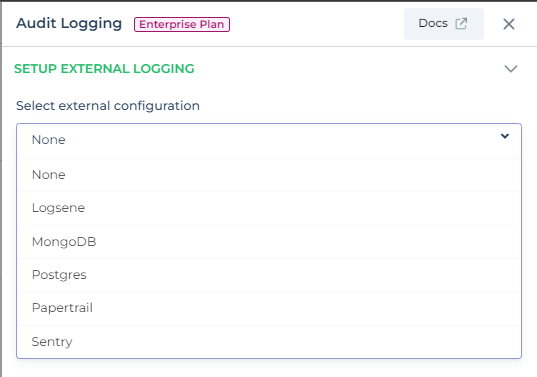 Audit Logging Enterprise Plan Docs
SETUP EXTERNAL LOGGING
Select external configuration
None
None
Logsene
MongoDB
Postgres
Papertrail
Sentry